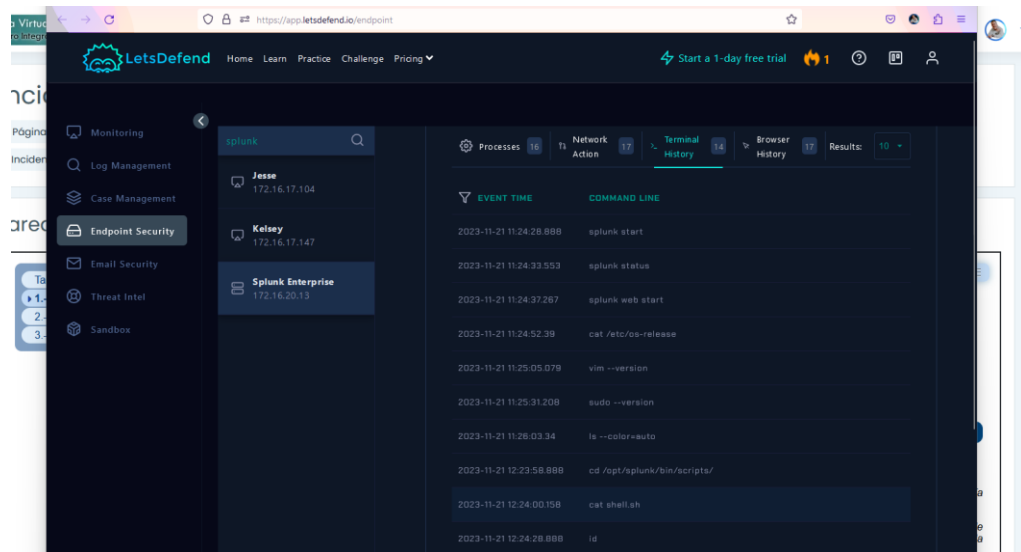 https://app.letsdefend.io/endpoint
LetsDefend
Home Learn Practice Challenge Pricing
Start a 1-day free trial
1
Monitoring
Log Management
Case Management
Endpoint Security
Email Security
Threat Intel
Sandbox
splunk
Jesse
172.16.17.104
Kelsey
172.16.17.147
Splunk Enterprise
172.16.20.13
Processes 16
Network Action 17
Terminal History 14
Browser History 17
Results: 10
EVENT TIME COMMAND LINE
2023-11-21 11:24:28.888 splunk start
2023-11-21 11:24:33.553 splunk status
2023-11-21 11:24:37.267 splunk web start
2023-11-21 11:24:52.39 cat /etc/os-release
2023-11-21 11:25:05.079 vim --version
2023-11-21 11:25:31.208 sudo --version
2023-11-21 11:26:03.34 ls --color=auto
2023-11-21 12:23:58.888 cd /opt/splunk/bin/scripts/
2023-11-21 12:24:00.158 cat shell.sh
2023-11-21 12:24:28.888 id
Página
Ta
1.-
2.
3.-